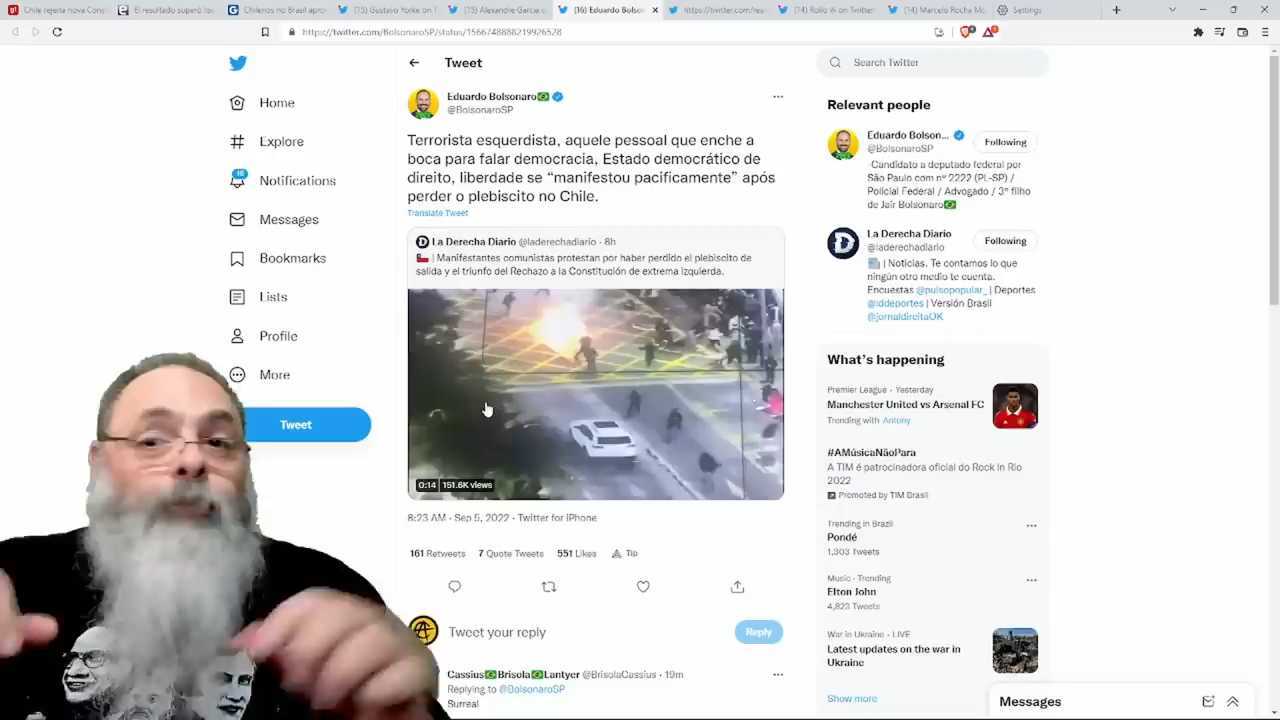 Chile rejeita nova Cons
El resultado superó los
Chilenos no Brasil aprov
(15) Gustavo Yorke on T
(15) Alexandre Garcia o
(16) Eduardo Bolson
https://twitter.com/rea
(14) Rollo W on Twitter
(14) Marcelo Rocha Mo
Settings
https://twitter.com/BolsonaroSP/status/1566748888219926528
Home
Explore
16
Notifications
Messages
Bookmarks
Lists
Profile
More
Tweet
Tweet
Eduardo Bolsonaro
@BolsonaroSP
Terrorista esquerdista, aquele pessoal que enche a
boca para falar democracia, Estado democrático de
direito, liberdade se “manifestou pacificamente” após
perder o plebiscito no Chile.
Translate Tweet
La Derecha Diario @laderechadiario · 8h
| Manifestantes comunistas protestan por haber perdido el plebiscito de
salida y el triunfo del Rechazo a la Constitución de extrema izquierda.
0:14 | 151.6K views
8:23 AM · Sep 5, 2022 · Twitter for iPhone
161 Retweets 7 Quote Tweets 551 Likes Tip
Tweet your reply
Reply
Cassius Brisola Lantyer @BrisolaCassius · 19m
Replying to @BolsonaroSP
Surreal
Search Twitter
Relevant people
Eduardo Bolson...
@BolsonaroSP
Following
-Candidato a deputado federal por
São Paulo com nº 2222 (PL-SP) /
Policial Federal / Advogado / 3º filho
de Jair Bolsonaro
La Derecha Diario
@laderechadiario
Following
| Noticias. Te contamos lo que
ningún otro medio te cuenta.
Encuestas @pulsopopular_ | Deportes
@lddeportes | Versión Brasil
@jornaldireitaOK
What's happening
Premier League · Yesterday
Manchester United vs Arsenal FC
Trending with Antony
#AMúsicaNãoPara
A TIM é patrocinadora oficial do Rock in Rio
2022
Promoted by TIM Brasil
Trending in Brazil
Pondé
1,303 Tweets
Music · Trending
Elton John
4,823 Tweets
War in Ukraine · LIVE
Latest updates on the war in
Ukraine
Show more
Messages